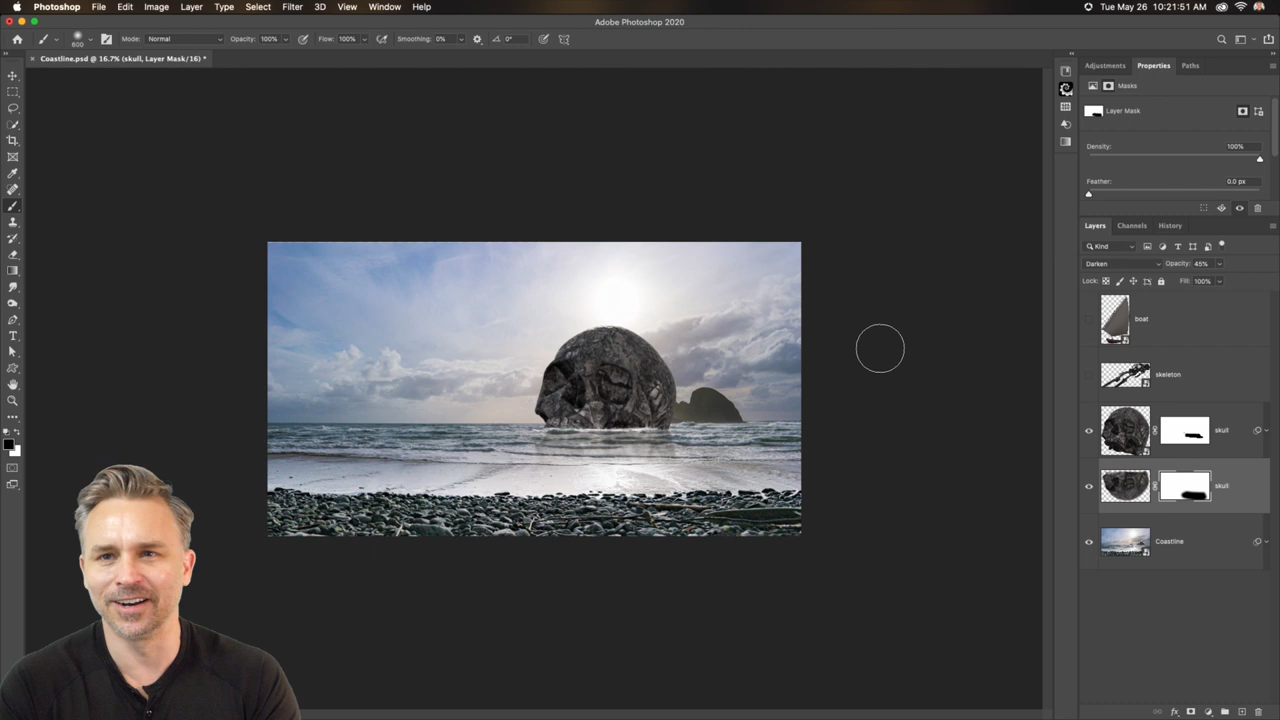 Photoshop File Edit Image Layer Type Select Filter 3D View Window Help Tue May 26 10:21:51 AM
Adobe Photoshop 2020
600 Mode: Normal Opacity: 100% Flow: 100% Smoothing: 0% 0°
Coastline.psd @ 16.7% (skull, Layer Mask/16) *
Adjustments Properties Paths
Masks
Layer Mask
Density: 100%
Feather: 0.0 px
Layers Channels History
Kind
Darken Opacity: 45%
Lock: Fill: 100%
boat
skeleton
skull
skull
Coastline
fx